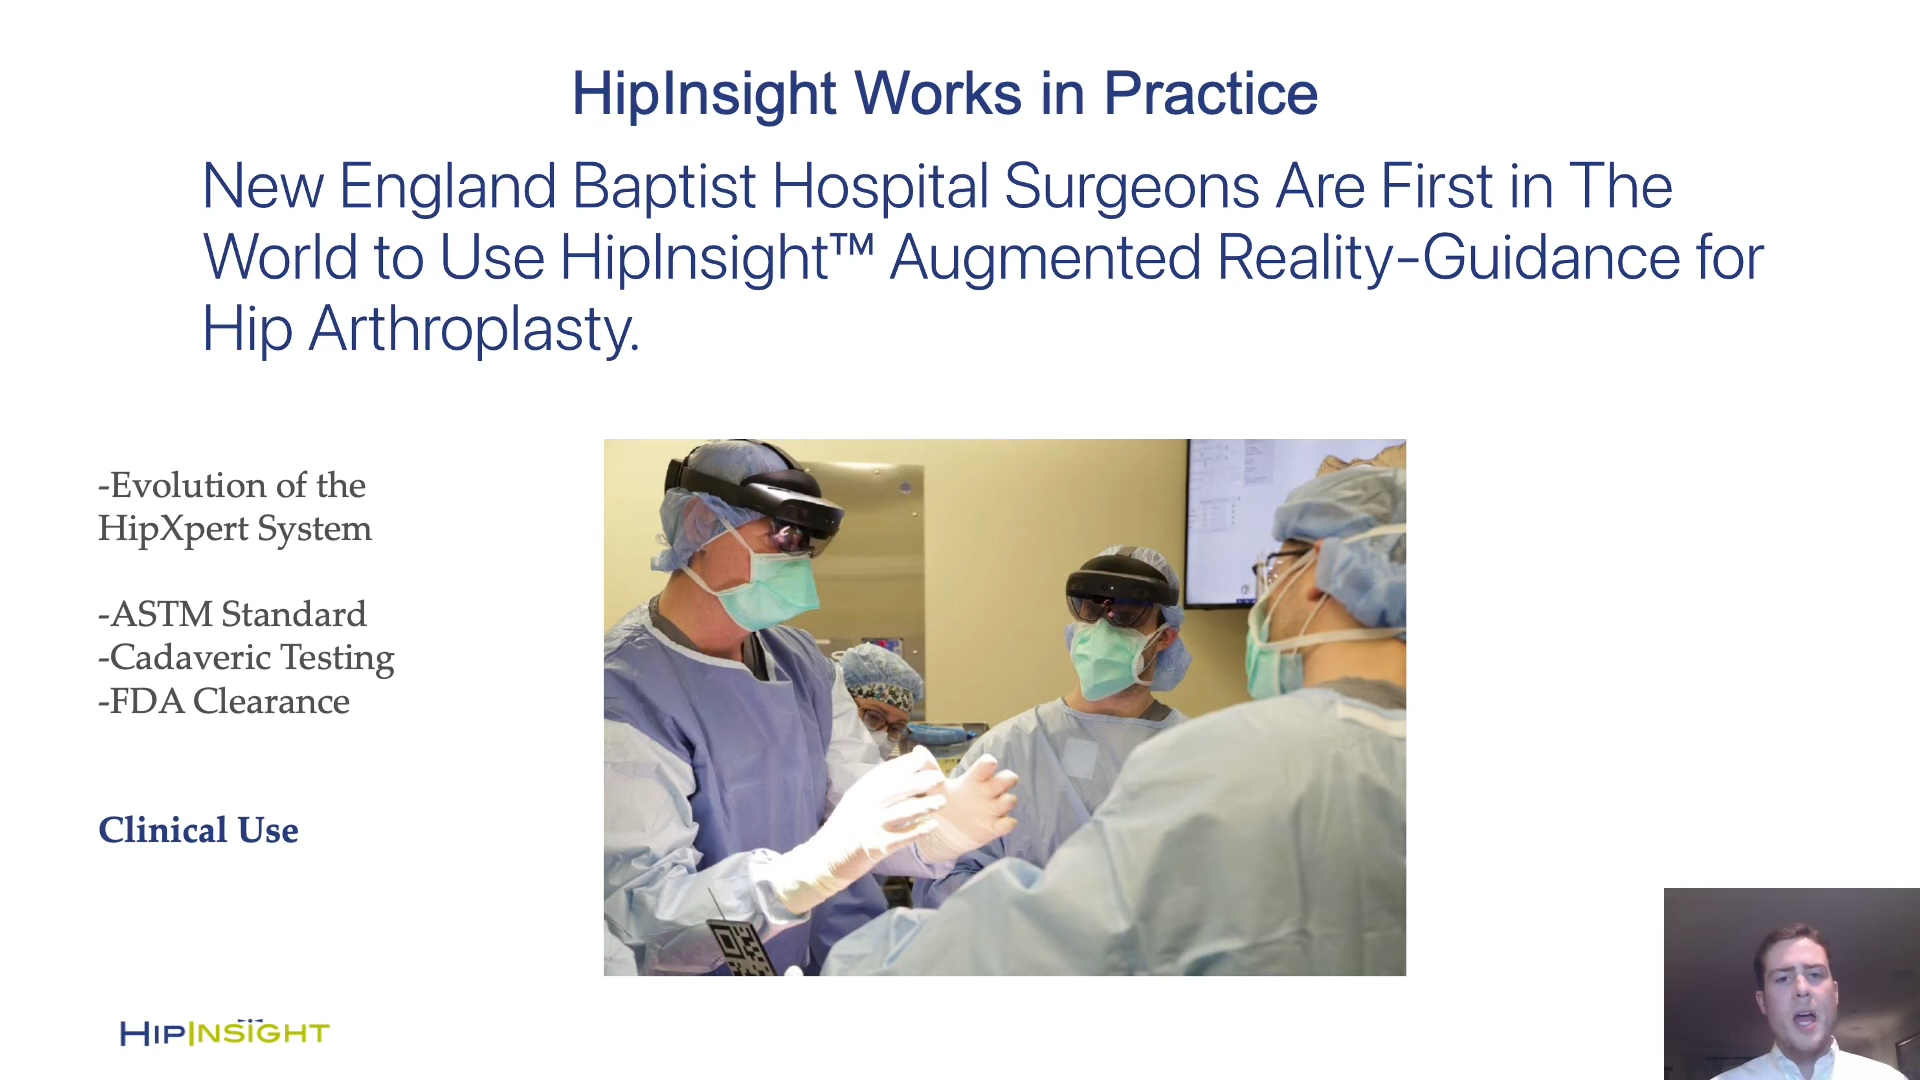 HipInsight Works in Practice
New England Baptist Hospital Surgeons Are First in The
World to Use HipInsight™ Augmented Reality-Guidance for
Hip Arthroplasty.
-Evolution of the
HipXpert System
-ASTM Standard
-Cadaveric Testing
-FDA Clearance
Clinical Use
HIPINSIGHT